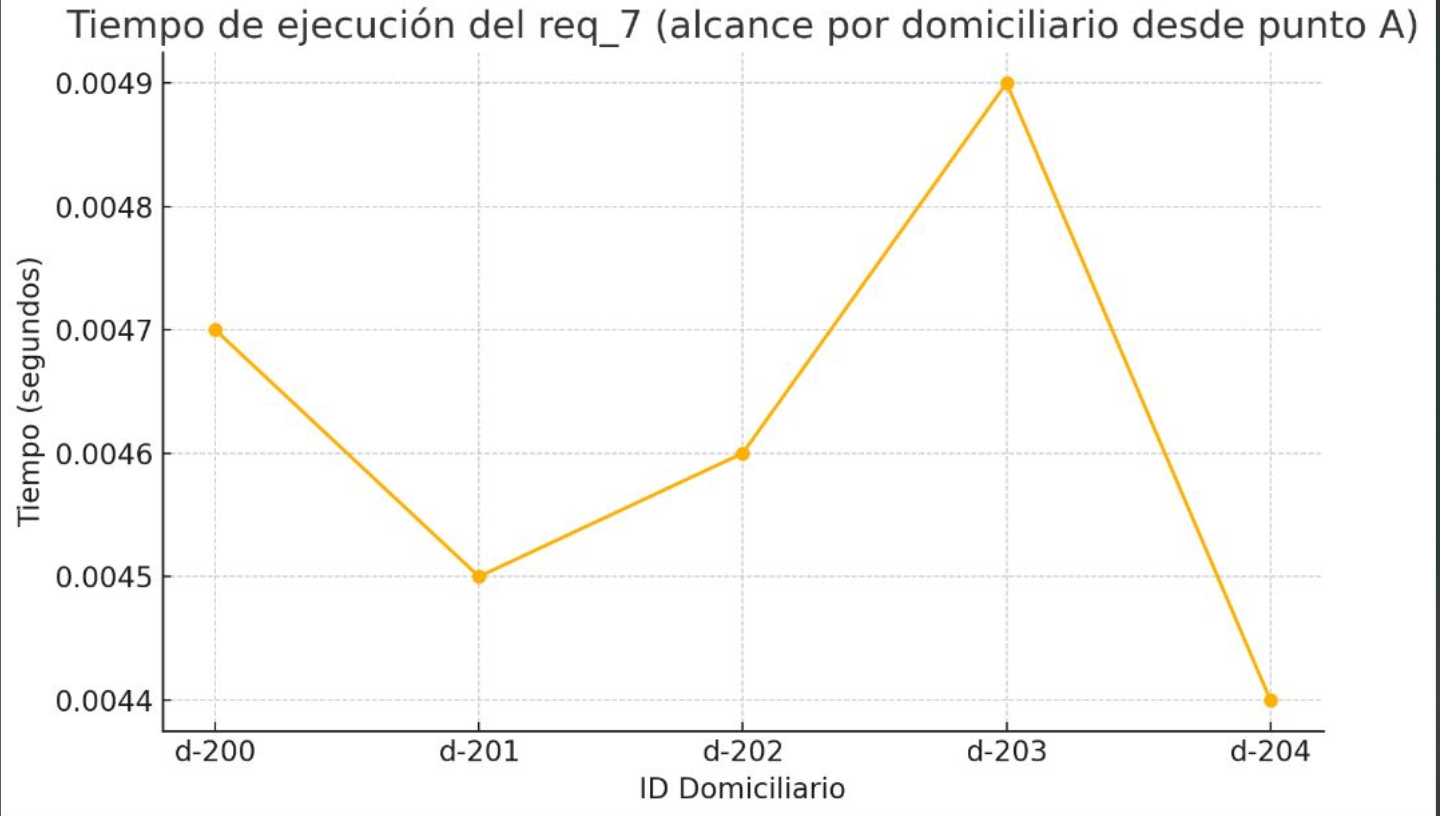 Tiempo de ejecución del req_7 (alcance por domiciliario desde punto A)
Tiempo (segundos)
0.0049
0.0048
0.0047
0.0046
0.0045
0.0044
d-200 d-201 d-202 d-203 d-204
ID Domiciliario